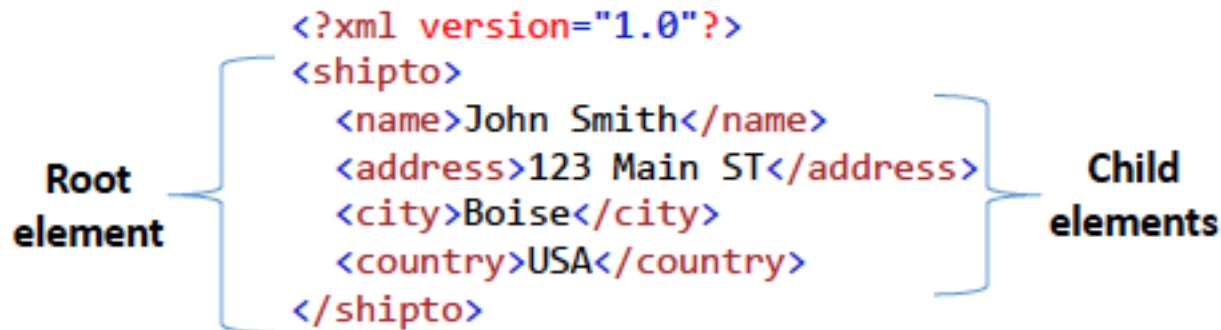 <?xml version="1.0"?>
<shipto>
<name>John Smith</name>
<address>123 Main ST</address>
<city>Boise</city>
<country>USA</country>
</shipto>
Root
element
Child
elements